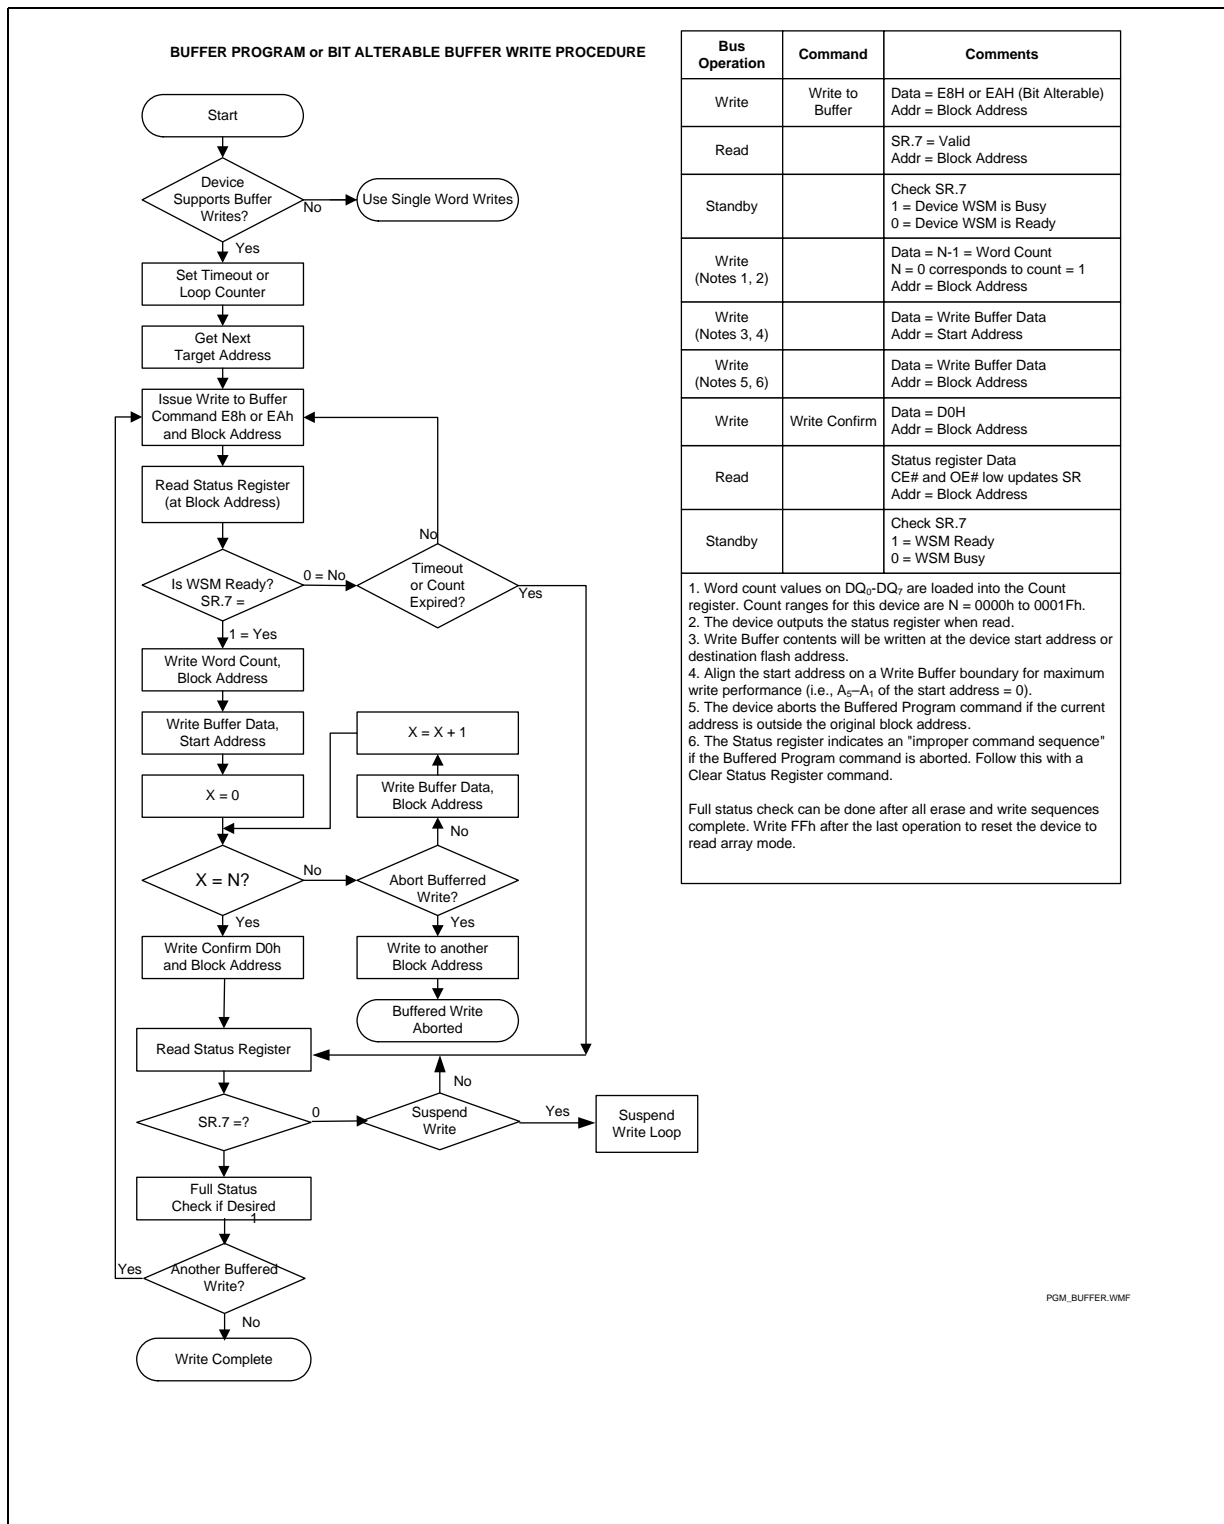 BUFFER PROGRAM or BIT ALTERABLE BUFFER WRITE PROCEDURE
Start
Device
Supports Buffer
Writes?
No
Use Single Word Writes
Yes
Set Timeout or
Loop Counter
Get Next
Target Address
Issue Write to Buffer
Command E8h or EAh
and Block Address
Read Status Register
(at Block Address)
No
Is WSM Ready?
SR.7 =
0 = No
Timeout
or Count
Expired?
Yes
1 = Yes
Write Word Count,
Block Address
Write Buffer Data,
Start Address
X = X + 1
X = 0
Write Buffer Data,
Block Address
No
X = N?
No
Abort Bufferred
Write?
Yes
Yes
Write Confirm D0h
and Block Address
Write to another
Block Address
Buffered Write
Aborted
Read Status Register
No
SR.7 =?
0
Suspend
Write
Yes
Suspend
Write Loop
Full Status
Check if Desired
1
Another Buffered
Write?
Yes
No
Write Complete
Bus
Operation
Command
Comments
Write
Write to
Buffer
Data = E8H or EAH (Bit Alterable)
Addr = Block Address
Read
SR.7 = Valid
Addr = Block Address
Standby
Check SR.7
1 = Device WSM is Busy
0 = Device WSM is Ready
Write
(Notes 1, 2)
Data = N-1 = Word Count
N = 0 corresponds to count = 1
Addr = Block Address
Write
(Notes 3, 4)
Data = Write Buffer Data
Addr = Start Address
Write
(Notes 5, 6)
Data = Write Buffer Data
Addr = Block Address
Write
Write Confirm
Data = D0H
Addr = Block Address
Read
Status register Data
CE# and OE# low updates SR
Addr = Block Address
Standby
Check SR.7
1 = WSM Ready
0 = WSM Busy
1. Word count values on DQ₀-DQ₇ are loaded into the Count
register. Count ranges for this device are N = 0000h to 0001Fh.
2. The device outputs the status register when read.
3. Write Buffer contents will be written at the device start address or
destination flash address.
4. Align the start address on a Write Buffer boundary for maximum
write performance (i.e., A₅–A₁ of the start address = 0).
5. The device aborts the Buffered Program command if the current
address is outside the original block address.
6. The Status register indicates an "improper command sequence"
if the Buffered Program command is aborted. Follow this with a
Clear Status Register command.
Full status check can be done after all erase and write sequences
complete. Write FFh after the last operation to reset the device to
read array mode.
PGM_BUFFER.WMF